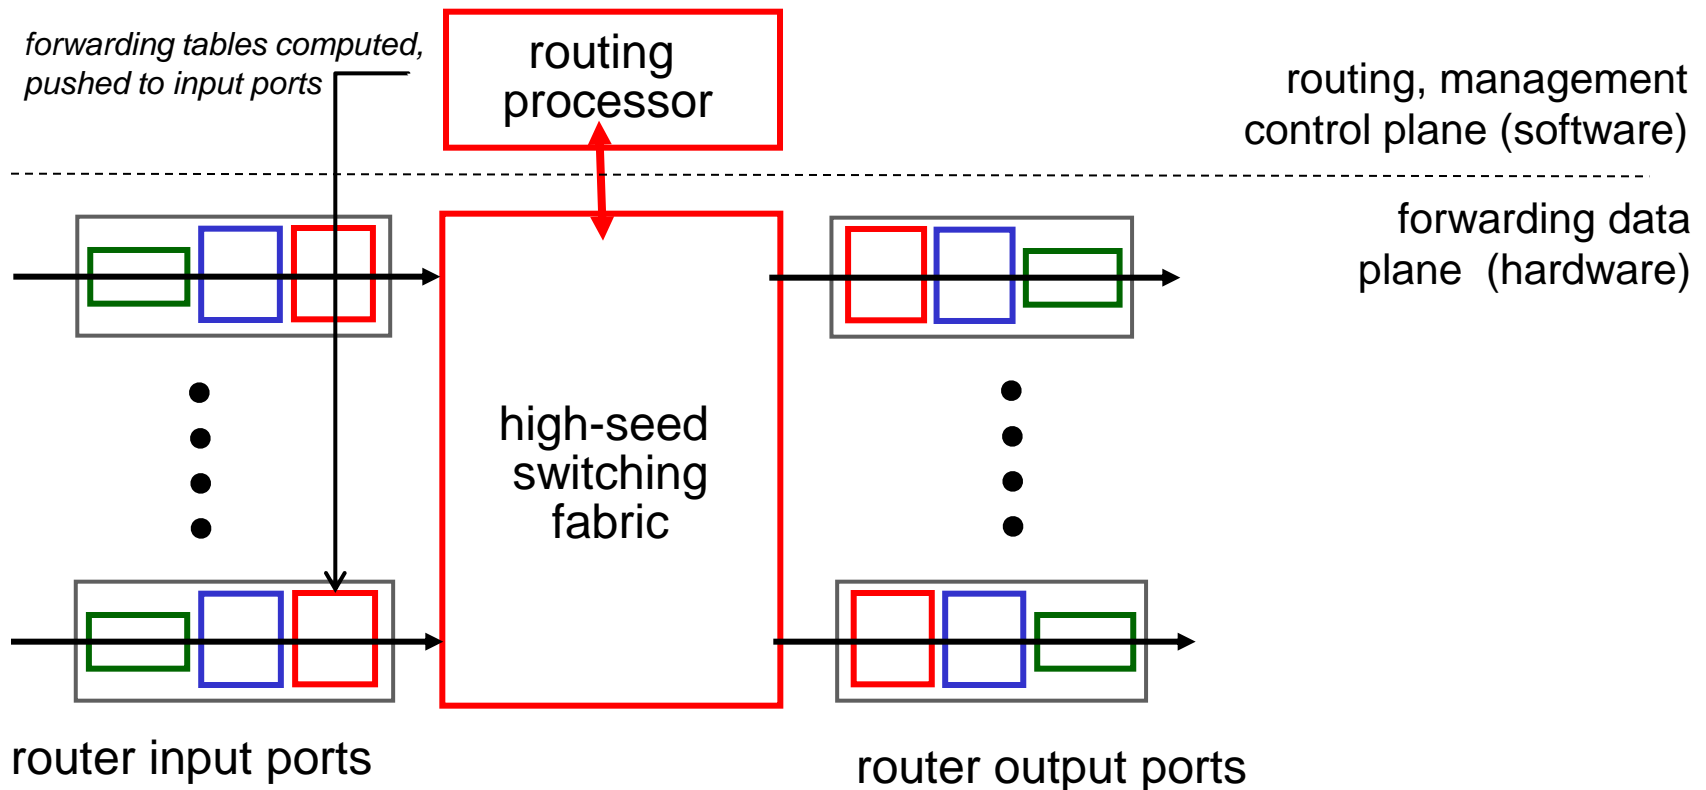 forwarding tables computed,
pushed to input ports
routing
processor
routing, management
control plane (software)
forwarding data
plane (hardware)
high-seed
switching
fabric
router input ports
router output ports